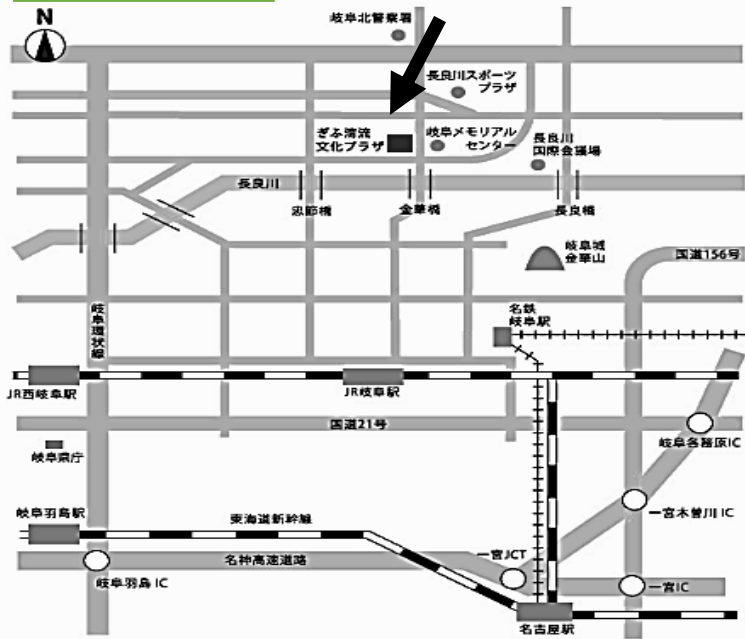 N
岐阜北警察署
長良川スポーツ
プラザ
ぎふ清流
文化プラザ
岐阜メモリアル
センター
長良川
国際会議場
長良川
忠節橋
金華橋
長良橋
岐阜城
金華山
国道156号
岐阜環状線
名鉄
岐阜駅
JR西岐阜駅
JR岐阜駅
国道21号
岐阜各務原IC
岐阜県庁
岐阜羽島駅
東海道新幹線
一宮木曽川 IC
名神高速道路
一宮JCT
岐阜羽島 IC
一宮IC
名古屋駅